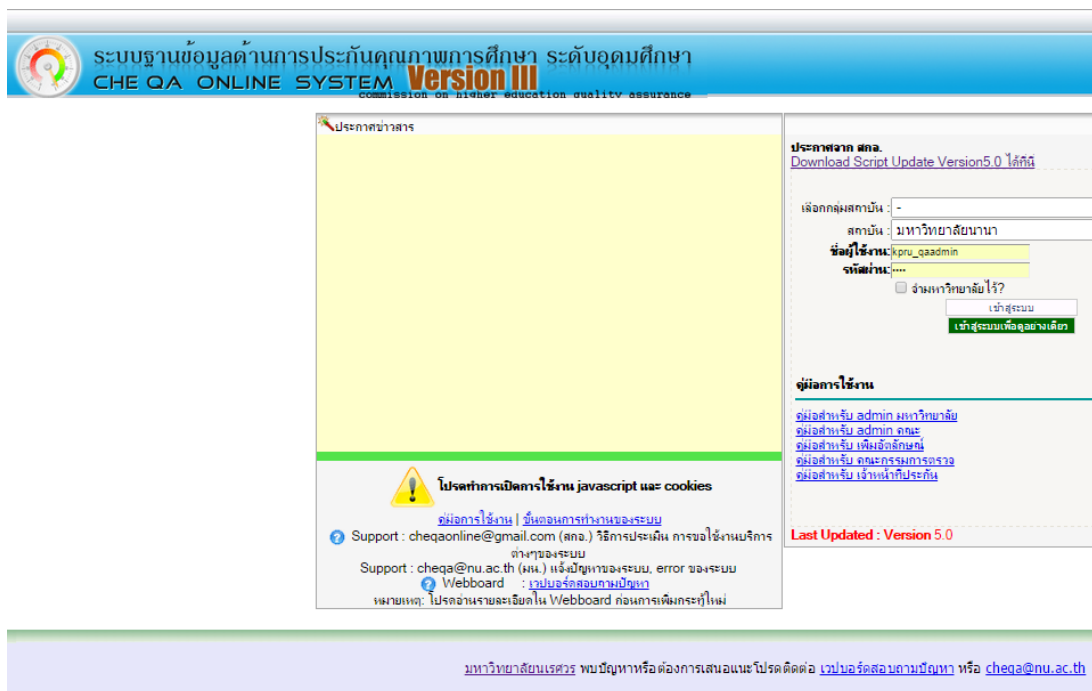 ระบบฐานข้อมูลด้านการประกันคุณภาพการศึกษา ระดับอุดมศึกษา
CHE QA ONLINE SYSTEM Version III
commission on higher education quality assurance
ประกาศข่าวสาร
โปรดทำการเปิดการใช้งาน javascript และ cookies
คู่มือการใช้งาน | ขั้นตอนการทำงานของระบบ
Support : cheqaonline@gmail.com (สกอ.) วิธีการประเมิน การขอใช้งานบริการ
ต่างๆของระบบ
Support : cheqa@nu.ac.th (มน.) แจ้งปัญหาของระบบ, error ของระบบ
Webboard : เวปบอร์ดสอบถามปัญหา
หมายเหตุ: โปรดอ่านรายละเอียดใน Webboard ก่อนการเพิ่มกระทู้ใหม่
ประกาศจาก สกอ.
Download Script Update Version5.0 ได้ที่นี่
เลือกกลุ่มสถาบัน : -
สถาบัน : มหาวิทยาลัยนานา
ชื่อผู้ใช้งาน: kpru_qaadmin
รหัสผ่าน: ••••
จำมหาวิทยาลัยไว้?
เข้าสู่ระบบ
เข้าสู่ระบบเพื่อดูอย่างเดียว
คู่มือการใช้งาน
คู่มือสำหรับ admin มหาวิทยาลัย
คู่มือสำหรับ admin คณะ
คู่มือสำหรับ เพิ่มอัตลักษณ์
คู่มือสำหรับ คณะกรรมการตรวจ
คู่มือสำหรับ เจ้าหน้าที่ประกัน
Last Updated : Version 5.0
มหาวิทยาลัยนเรศวร พบปัญหาหรือต้องการเสนอแนะโปรดติดต่อ เวปบอร์ดสอบถามปัญหา หรือ cheqa@nu.ac.th